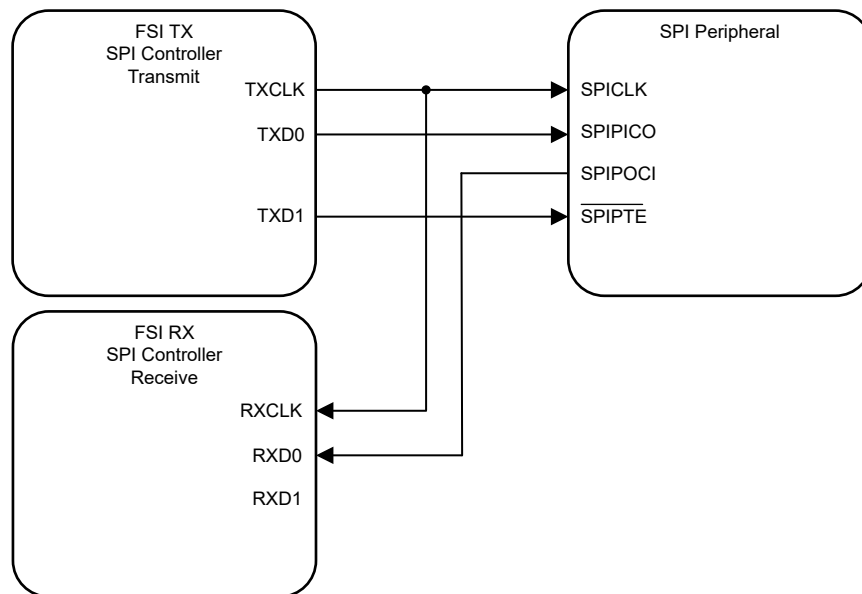 FSI TX
SPI Controller
Transmit
TXCLK
TXD0
TXD1
SPI Peripheral
SPICLK
SPIPICO
SPIPOCI
SPIPTE
FSI RX
SPI Controller
Receive
RXCLK
RXD0
RXD1